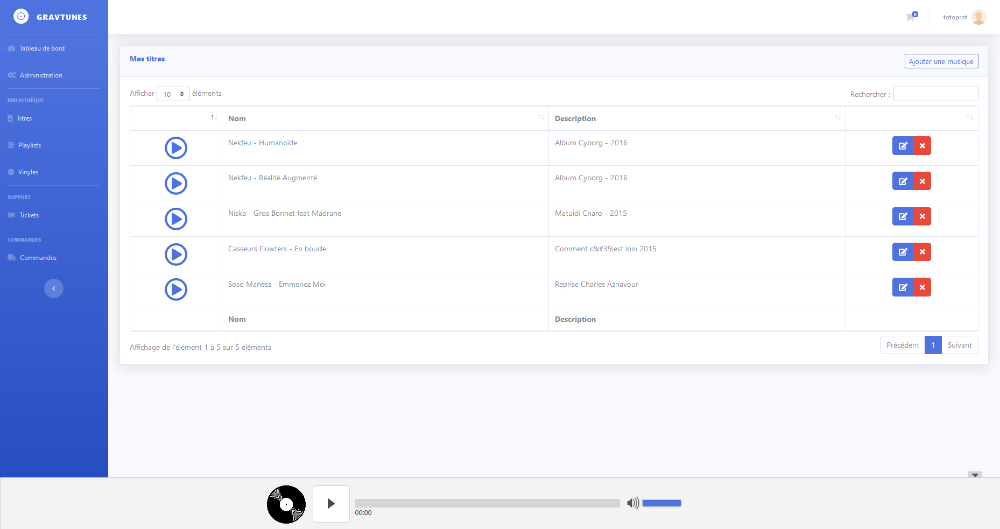 GRAVTUNES
0
totoprnt
Tableau de bord
Administration
BIBLIOTHÈQUE
Titres
Playlists
Vinyles
SUPPORT
Tickets
COMMANDES
Commandes
Mes titres
Ajouter une musique
Afficher 10 éléments
Rechercher :
Nom Description
Nekfeu - Humanoïde Album Cyborg - 2016
Nekfeu - Réalité Augmenté Album Cyborg - 2016
Niska - Gros Bonnet feat Madrane Matuidi Charo - 2015
Casseurs Flowters - En boucle Comment c&#39;est loin 2015
Soso Maness - Emmenez Moi Reprise Charles Aznavour
Nom Description
Affichage de l'élément 1 à 5 sur 5 éléments
Précédent 1 Suivant
00:00